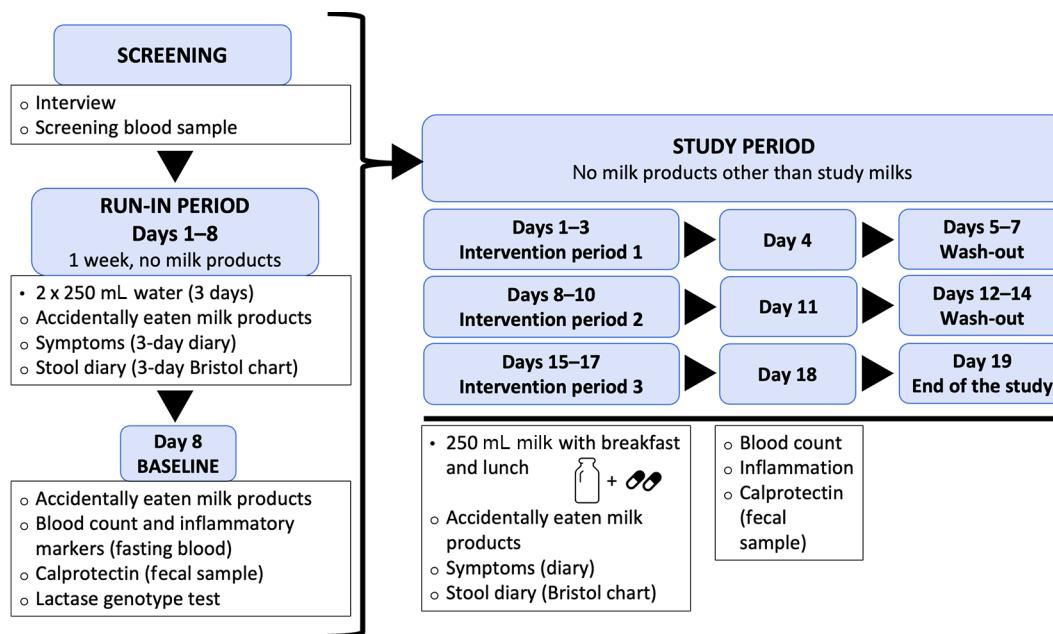 SCREENING
○ Interview
○ Screening blood sample
RUN-IN PERIOD
Days 1–8
1 week, no milk products
• 2 x 250 mL water (3 days)
○ Accidentally eaten milk products
○ Symptoms (3-day diary)
○ Stool diary (3-day Bristol chart)
Day 8
BASELINE
○ Accidentally eaten milk products
○ Blood count and inflammatory
markers (fasting blood)
○ Calprotectin (fecal sample)
○ Lactase genotype test
STUDY PERIOD
No milk products other than study milks
Days 1–3
Intervention period 1
Day 4
Days 5–7
Wash-out
Days 8–10
Intervention period 2
Day 11
Days 12–14
Wash-out
Days 15–17
Intervention period 3
Day 18
Day 19
End of the study
• 250 mL milk with breakfast
and lunch
+
○ Accidentally eaten milk
products
○ Symptoms (diary)
○ Stool diary (Bristol chart)
○ Blood count
○ Inflammation
○ Calprotectin
(fecal
sample)